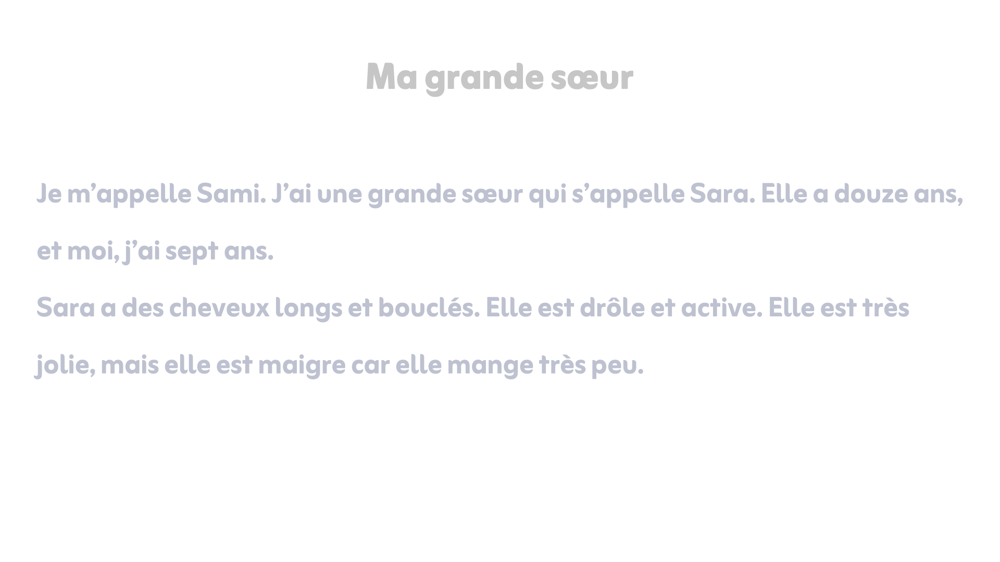 Ma grande sœur
Je m’appelle Sami. J’ai une grande sœur qui s’appelle Sara. Elle a douze ans,
et moi, j’ai sept ans.
Sara a des cheveux longs et bouclés. Elle est drôle et active. Elle est très
jolie, mais elle est maigre car elle mange très peu.